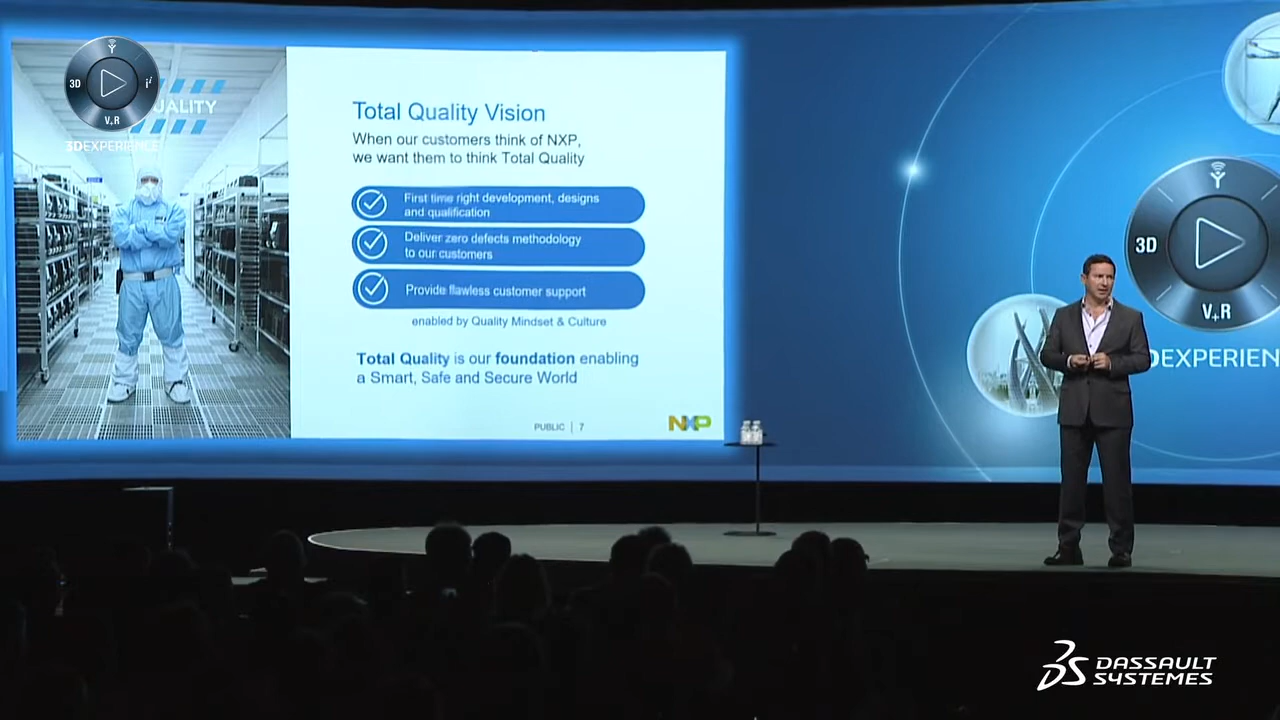 3D
V,R
3DEXPERIENCE
QUALITY
Total Quality Vision
When our customers think of NXP,
we want them to think Total Quality
First time right development, designs
and qualification
Deliver zero defects methodology
to our customers
Provide flawless customer support
enabled by Quality Mindset & Culture
Total Quality is our foundation enabling
a Smart, Safe and Secure World
PUBLIC | 7
NXP
3D
V+R
3DEXPERIEN
DASSAULT
SYSTEMES